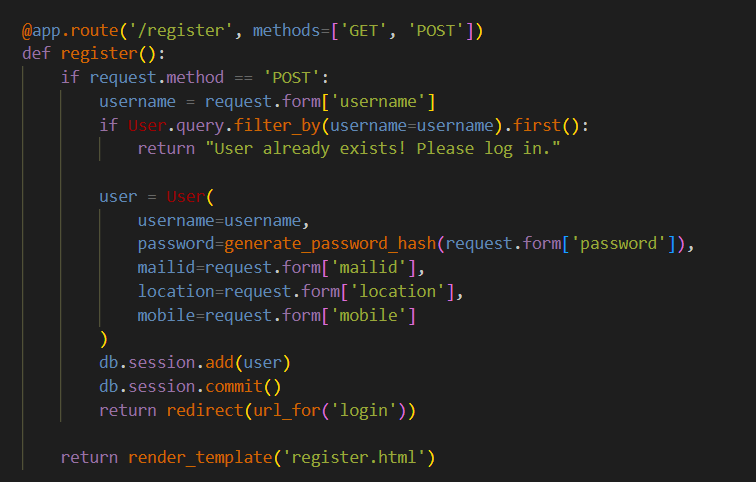 @app.route('/register', methods=['GET', 'POST'])
def register():
    if request.method == 'POST':
        username = request.form['username']
        if User.query.filter_by(username=username).first():
            return "User already exists! Please log in."

        user = User(
            username=username,
            password=generate_password_hash(request.form['password']),
            mailid=request.form['mailid'],
            location=request.form['location'],
            mobile=request.form['mobile']
        )
        db.session.add(user)
        db.session.commit()
        return redirect(url_for('login'))

    return render_template('register.html')